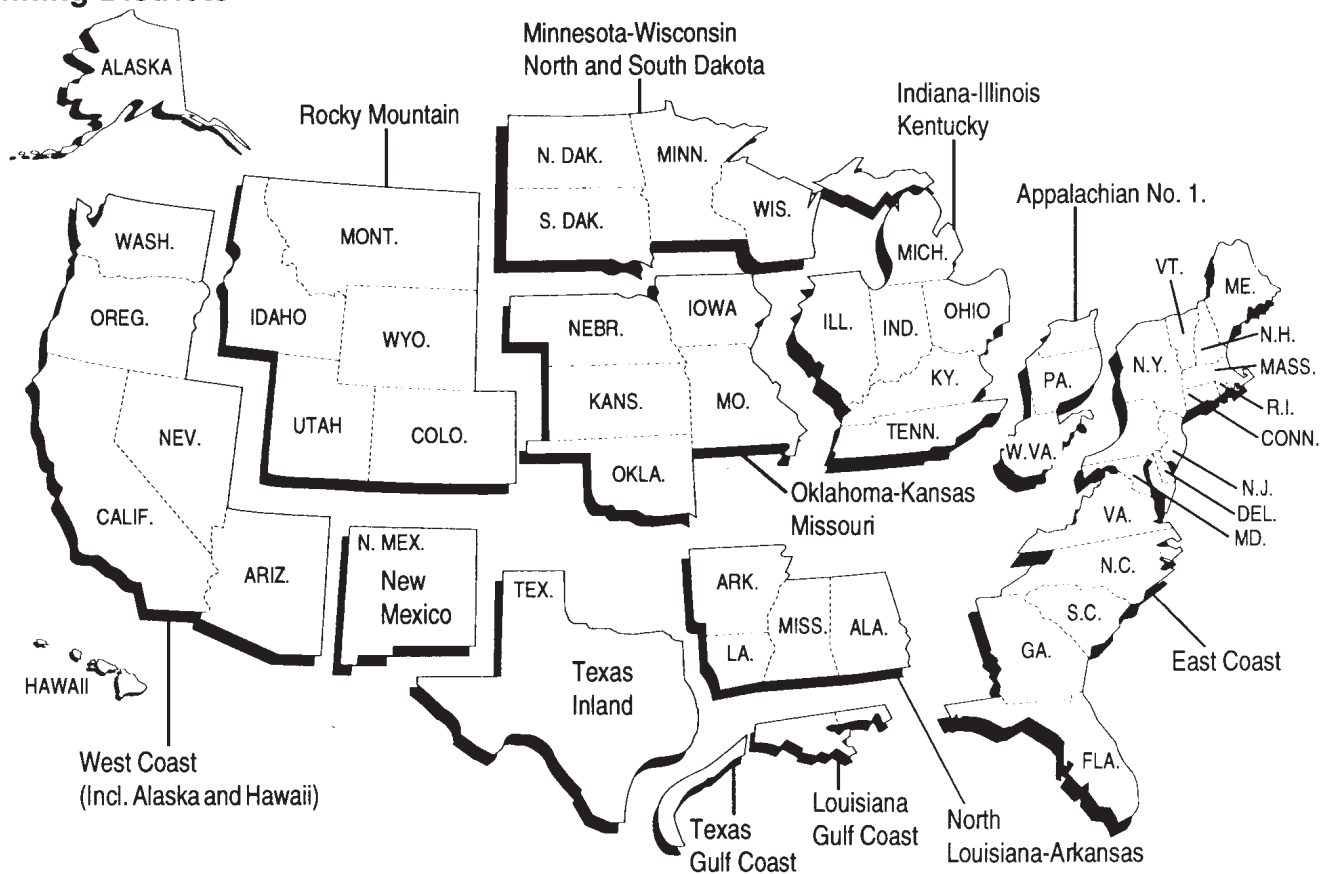 Minnesota-Wisconsin
North and South Dakota
ALASKA
Rocky Mountain
Indiana-Illinois
Kentucky
Appalachian No. 1.
N. DAK.
MINN.
S. DAK.
WIS.
WASH.
MONT.
MICH.
VT.
ME.
OREG.
IDAHO
WYO.
NEBR.
IOWA
ILL.
IND.
OHIO
N.Y.
N.H.
MASS.
PA.
KY.
R.I.
CONN.
NEV.
UTAH
COLO.
KANS.
MO.
TENN.
W.VA.
OKLA.
Oklahoma-Kansas
Missouri
N.J.
DEL.
MD.
CALIF.
VA.
N.C.
ARIZ.
N. MEX.
New
Mexico
TEX.
ARK.
MISS.
ALA.
LA.
S.C.
GA.
East Coast
HAWAII
Texas
Inland
West Coast
(Incl. Alaska and Hawaii)
FLA.
Texas
Gulf Coast
Louisiana
Gulf Coast
North
Louisiana-Arkansas